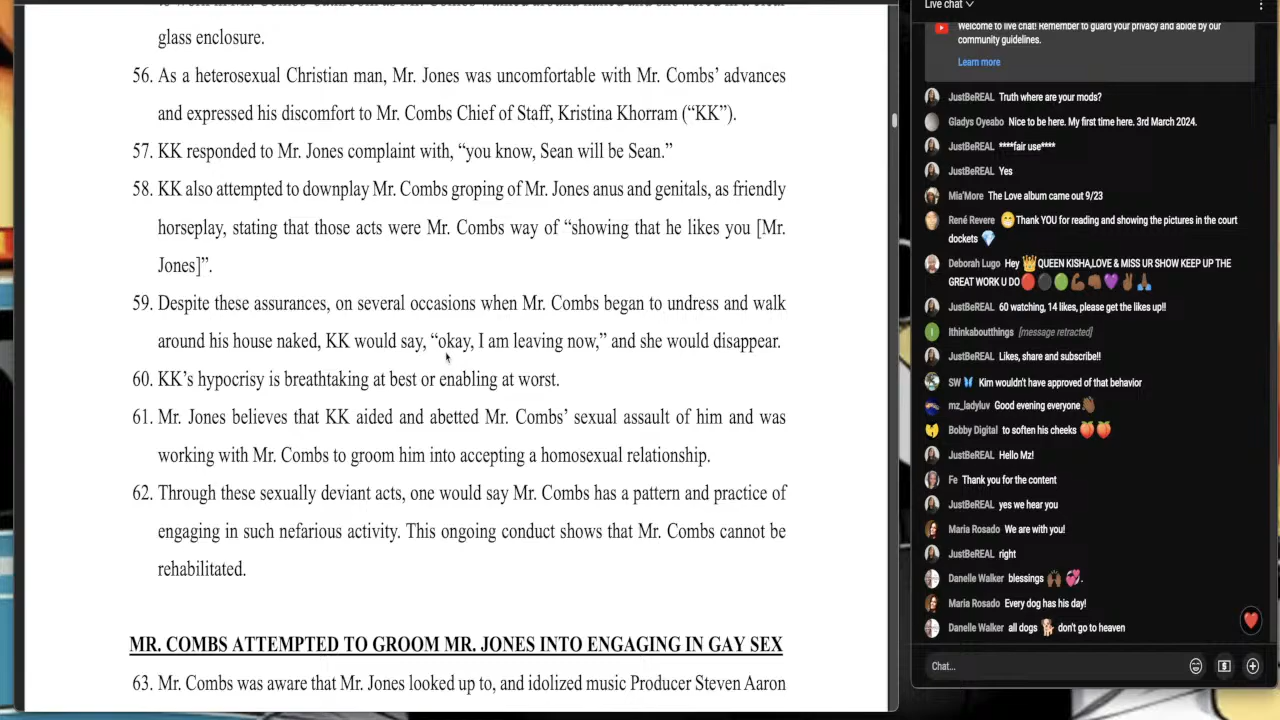 glass enclosure.
56. As a heterosexual Christian man, Mr. Jones was uncomfortable with Mr. Combs' advances
and expressed his discomfort to Mr. Combs Chief of Staff, Kristina Khorram (“KK”).
57. KK responded to Mr. Jones complaint with, “you know, Sean will be Sean.”
58. KK also attempted to downplay Mr. Combs groping of Mr. Jones anus and genitals, as friendly
horseplay, stating that those acts were Mr. Combs way of “showing that he likes you [Mr.
Jones]”.
59. Despite these assurances, on several occasions when Mr. Combs began to undress and walk
around his house naked, KK would say, “okay, I am leaving now,” and she would disappear.
60. KK's hypocrisy is breathtaking at best or enabling at worst.
61. Mr. Jones believes that KK aided and abetted Mr. Combs' sexual assault of him and was
working with Mr. Combs to groom him into accepting a homosexual relationship.
62. Through these sexually deviant acts, one would say Mr. Combs has a pattern and practice of
engaging in such nefarious activity. This ongoing conduct shows that Mr. Combs cannot be
rehabilitated.
MR. COMBS ATTEMPTED TO GROOM MR. JONES INTO ENGAGING IN GAY SEX
63. Mr. Combs was aware that Mr. Jones looked up to, and idolized music Producer Steven Aaron
Live chat
Welcome to live chat! Remember to guard your privacy and abide by our
community guidelines.
Learn more
JustBeREAL Truth where are your mods?
Gladys Oyeabo Nice to be here. My first time here. 3rd March 2024.
JustBeREAL ****fair use****
JustBeREAL Yes
Mia'More The Love album came out 9/23
René Revere 😁Thank YOU for reading and showing the pictures in the court
dockets 💎
Deborah Lugo Hey 👑QUEEN KISHA,LOVE & MISS UR SHOW KEEP UP THE
GREAT WORK U DO🔴⚫🟢💪🏾👊🏾💜✌🏾🙏🏾
JustBeREAL 60 watching, 14 likes, please get the likes up!!
I Ithinkaboutthings [message retracted]
JustBeREAL Likes, share and subscribe!!
SW 🦋 Kim wouldn't have approved of that behavior
mz_ladyluv Good evening everyone👋🏾
Bobby Digital to soften his cheeks 🍑🍑
JustBeREAL Hello Mz!
Fe Thank you for the content
JustBeREAL yes we hear you
Maria Rosado We are with you!
JustBeREAL right
Danelle Walker blessings 🙌🏾 💞.
Maria Rosado Every dog has his day!
Danelle Walker all dogs 🐕 don't go to heaven
Chat...